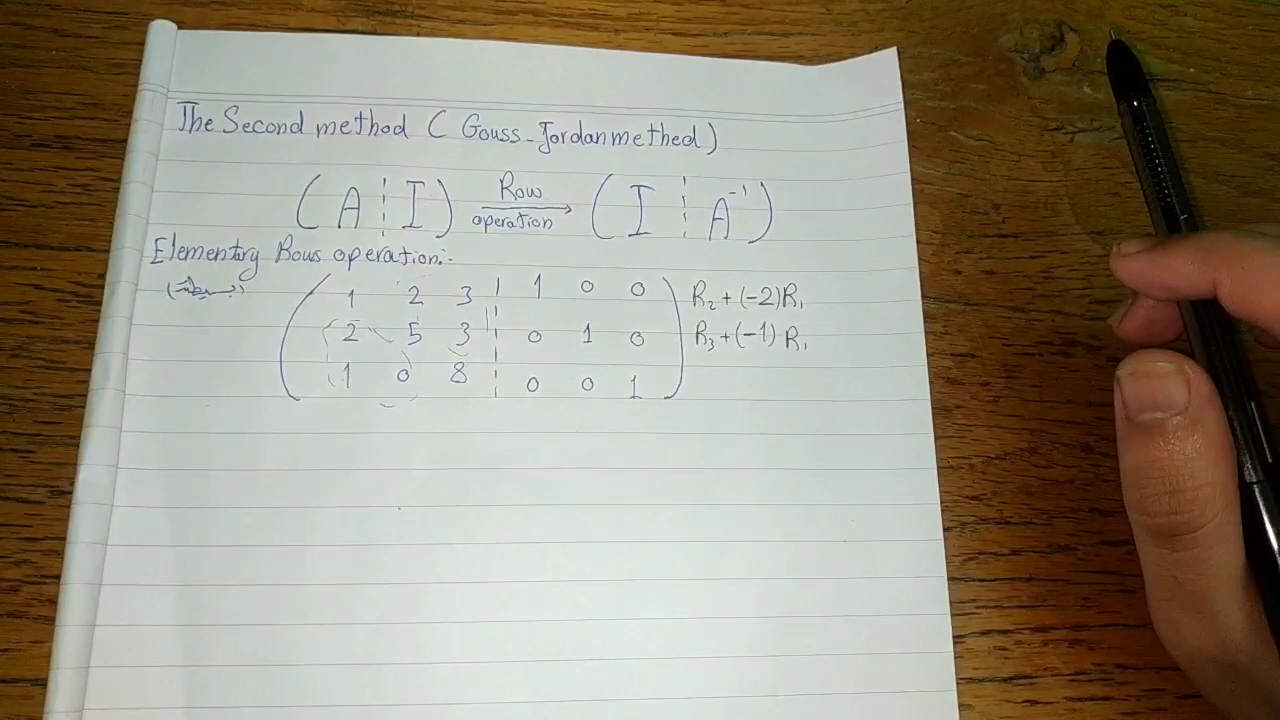 The Second method ( Gouss-Jordan method )
( A ¦ I ) Row operation → ( I ¦ A⁻¹ )
Elementry Rows operation:-
(بسيطة)
1 2 3 | 1 0 0 R₂+(-2)R₁
2 5 3 | 0 1 0 R₃+(-1) R₁
1 0 8 | 0 0 1